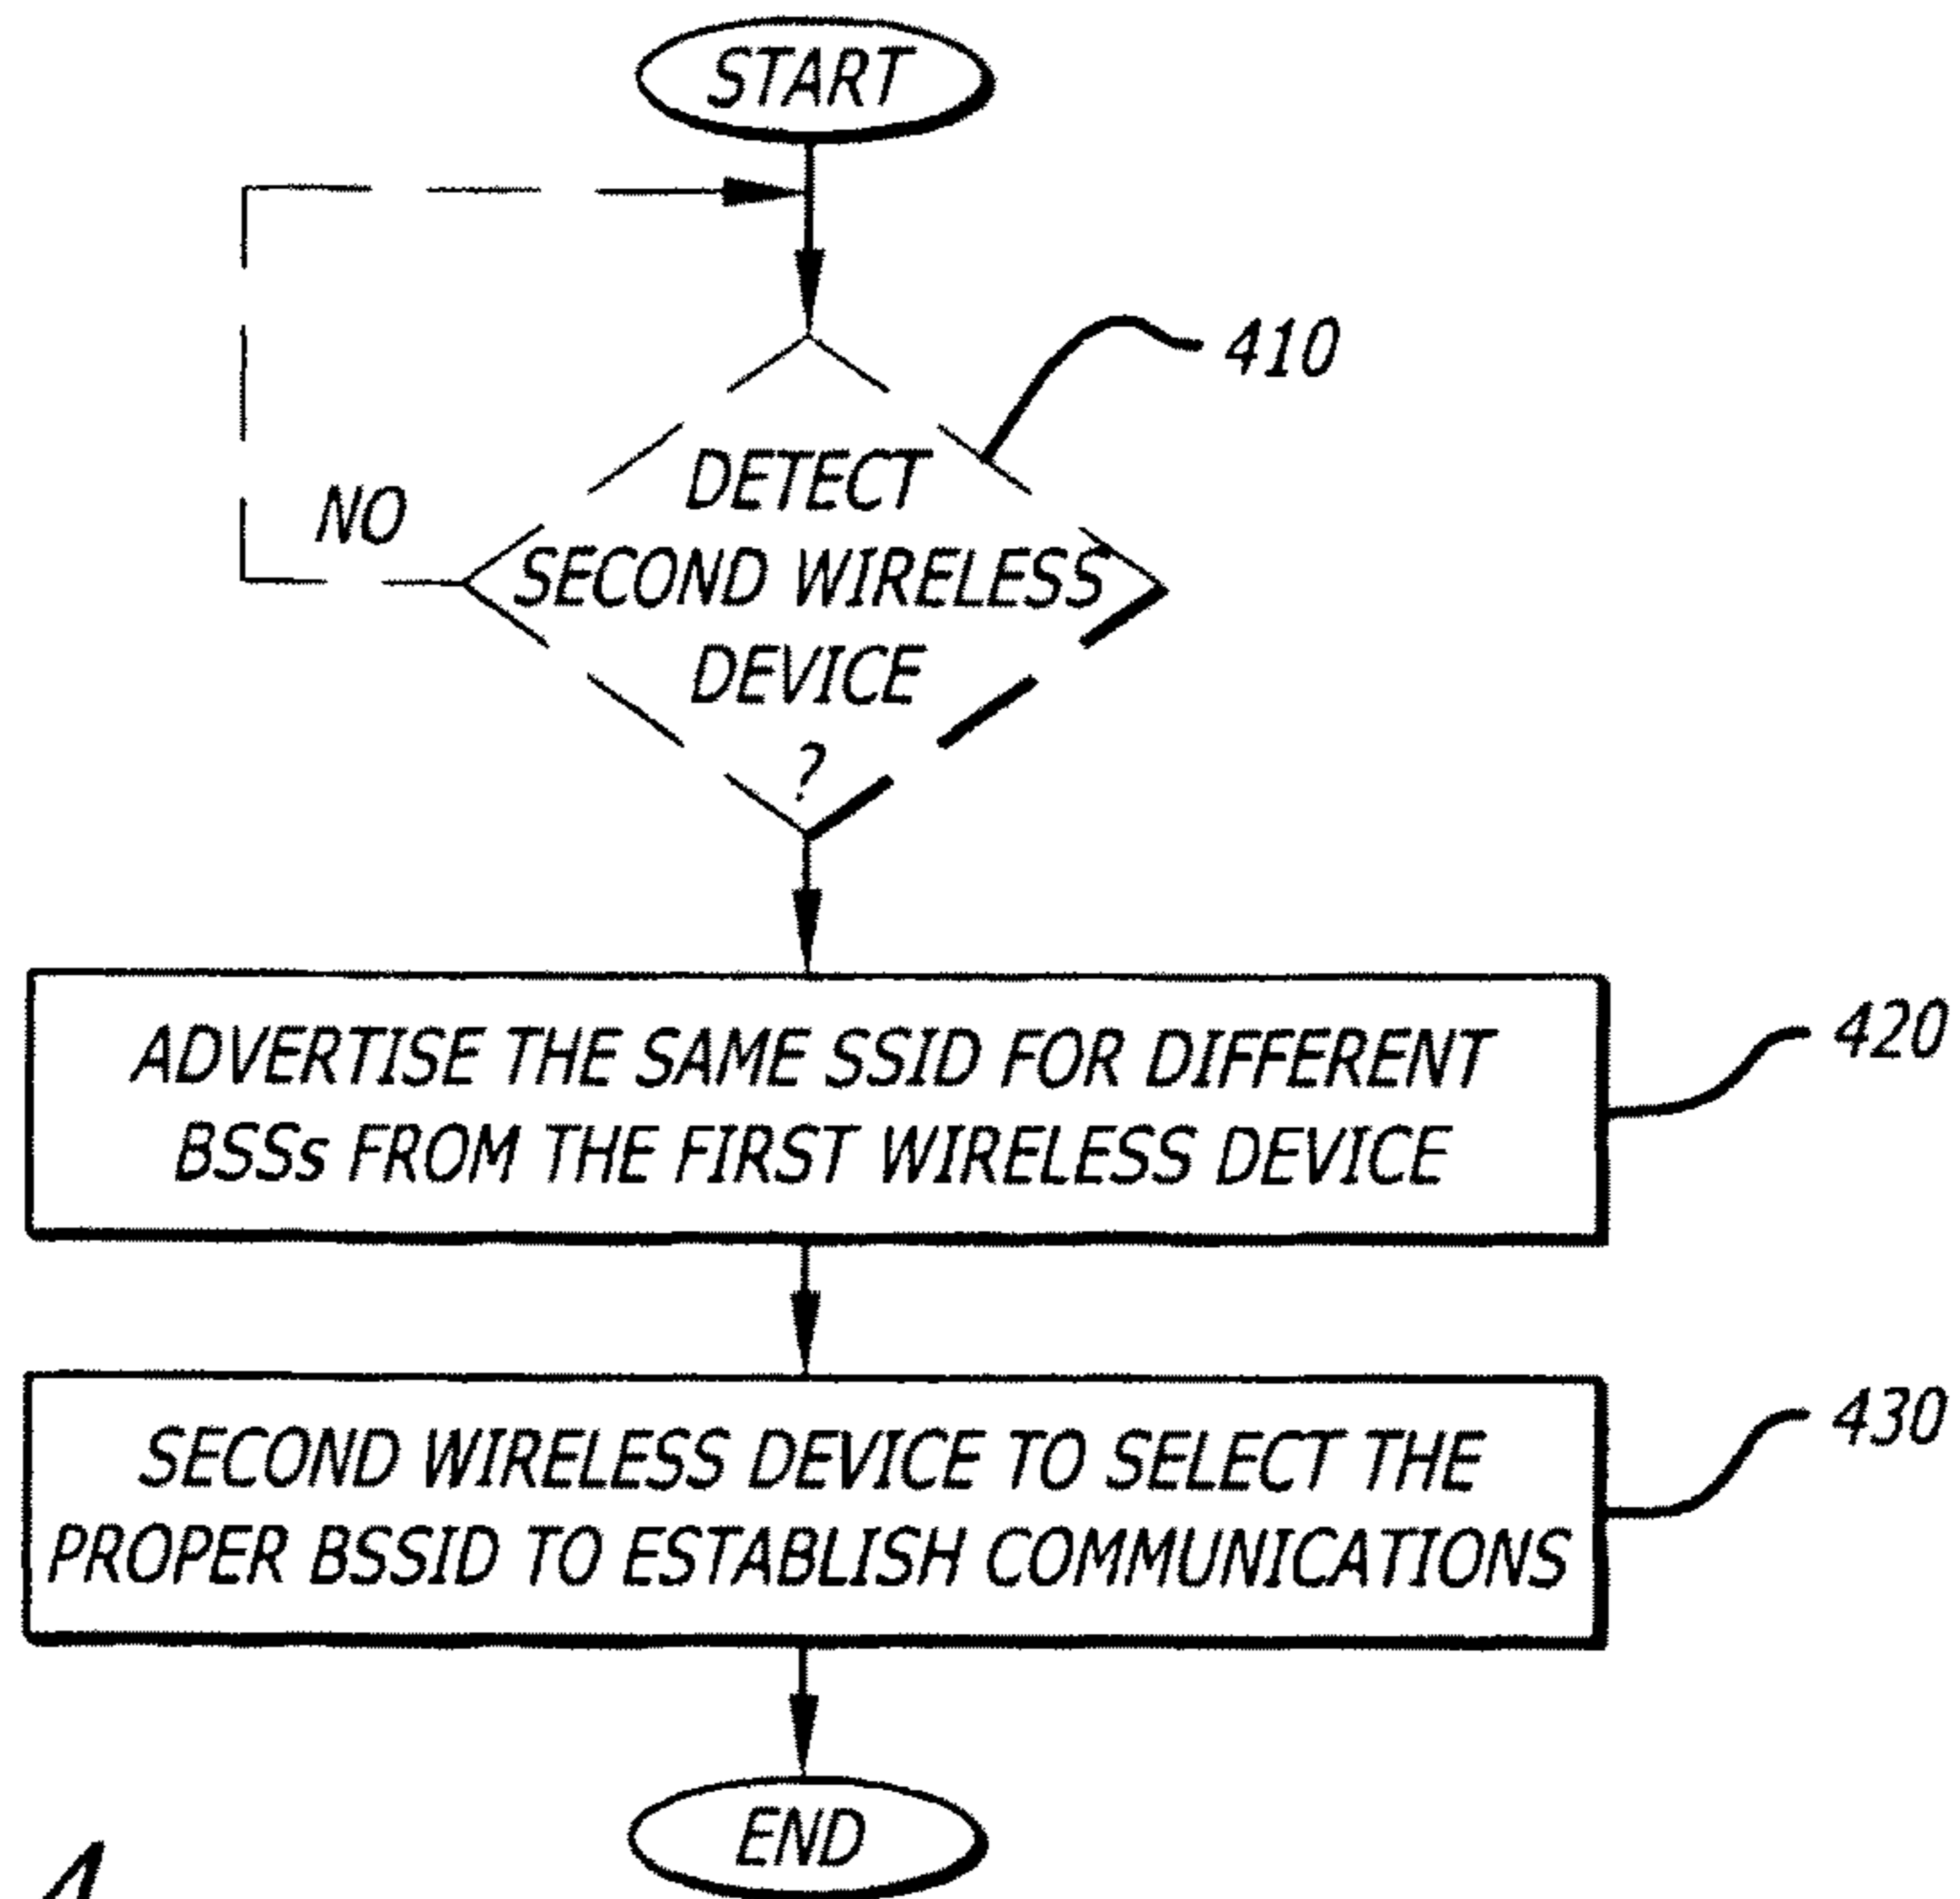 START
410
DETECT
NO
SECOND WIRELESS
DEVICE
?
ADVERTISE THE SAME SSID FOR DIFFERENT
BSSs FROM THE FIRST WIRELESS DEVICE
420
SECOND WIRELESS DEVICE TO SELECT THE
PROPER BSSID TO ESTABLISH COMMUNICATIONS
430
END